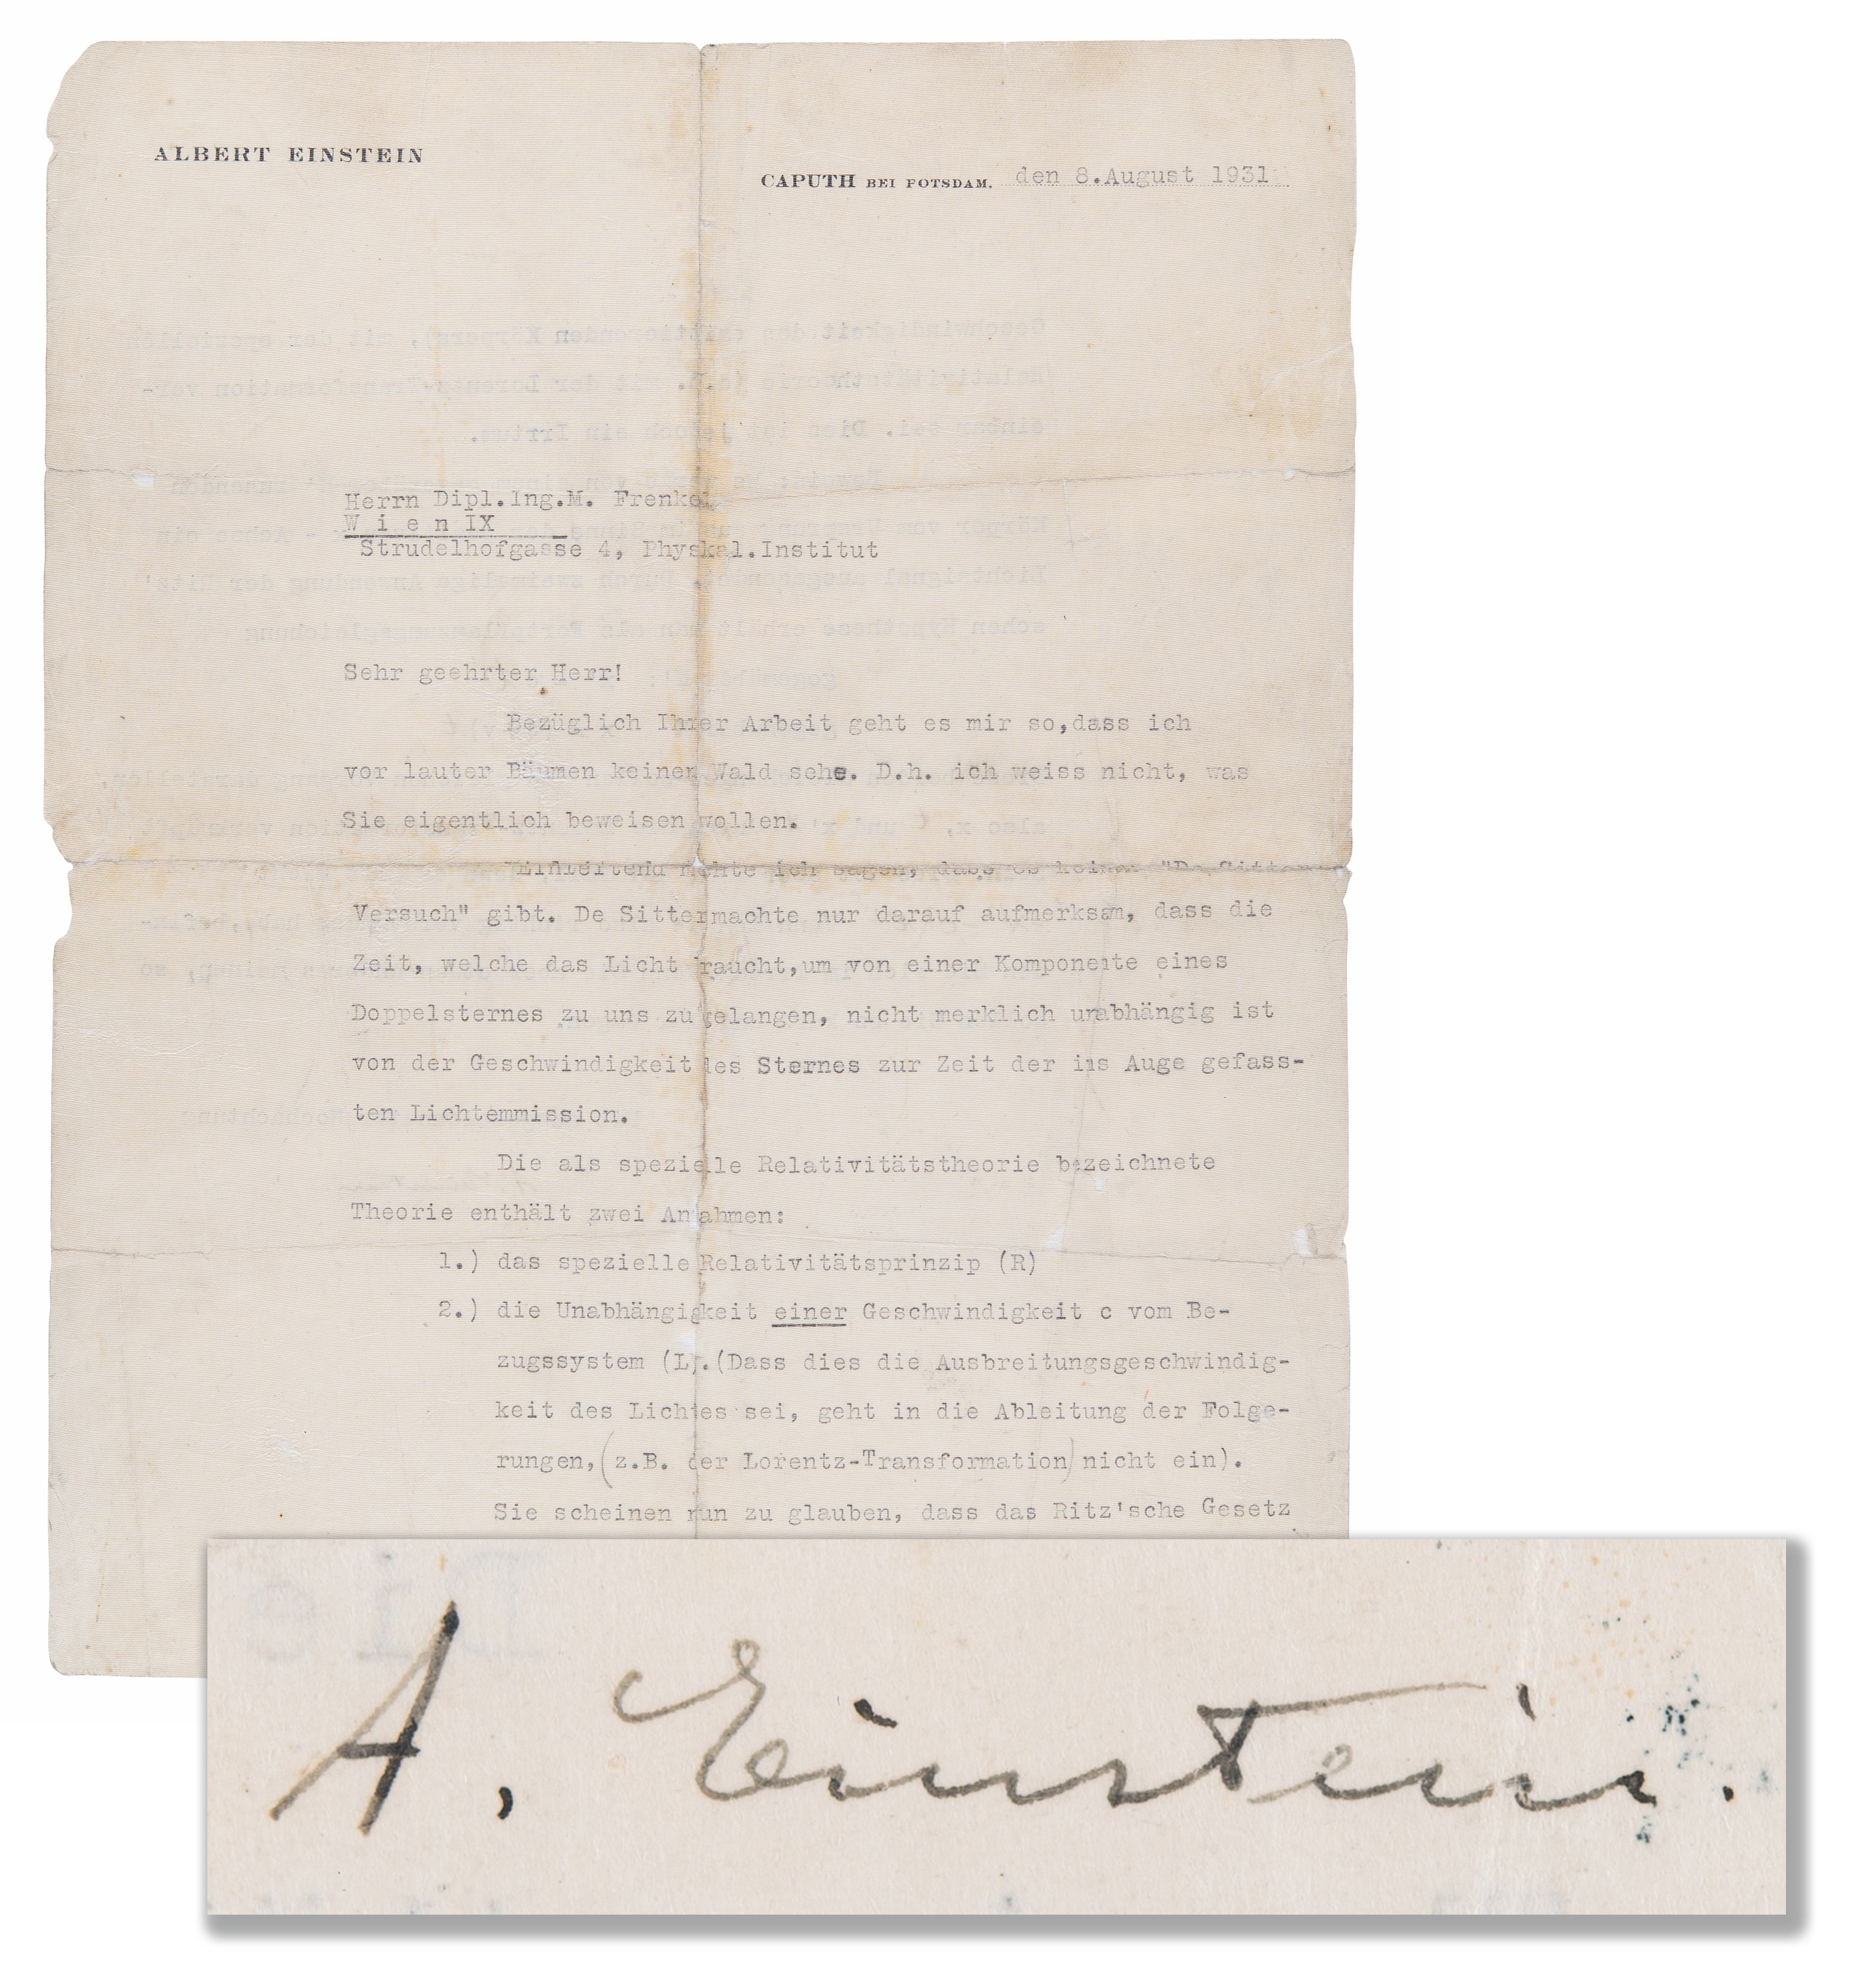 ALBERT EINSTEIN
CAPUTH BEI POTSDAM, den 8.August 1931
Herrn Dipl.Ing.M. Frenkel
W i e n IX
Strudelhofgasse 4, Physkal.Institut
Sehr geehrter Herr!
Bezüglich Ihrer Arbeit geht es mir so,dass ich
vor lauter Bäumen keinen Wald sehe. D.h. ich weiss nicht, was
Sie eigentlich beweisen wollen.
Einleitend möchte ich sagen, dass es keinen "De Sitter
Versuch" gibt. De Sitter machte nur darauf aufmerksam, dass die
Zeit, welche das Licht braucht,um von einer Komponente eines
Doppelsternes zu uns zu gelangen, nicht merklich unabhängig ist
von der Geschwindigkeit des Sternes zur Zeit der ins Auge gefass-
ten Lichtemmission.
Die als spezielle Relativitätstheorie bezeichnete
Theorie enthält zwei Annahmen:
1.) das spezielle Relativitätsprinzip (R)
2.) die Unabhängigkeit einer Geschwindigkeit c vom Be-
zugssystem (L).(Dass dies die Ausbreitungsgeschwindig-
keit des Lichtes sei, geht in die Ableitung der Folge-
rungen,(z.B. der Lorentz-Transformation) nicht ein).
Sie scheinen nun zu glauben, dass das Ritz'sche Gesetz
A. Einstein.